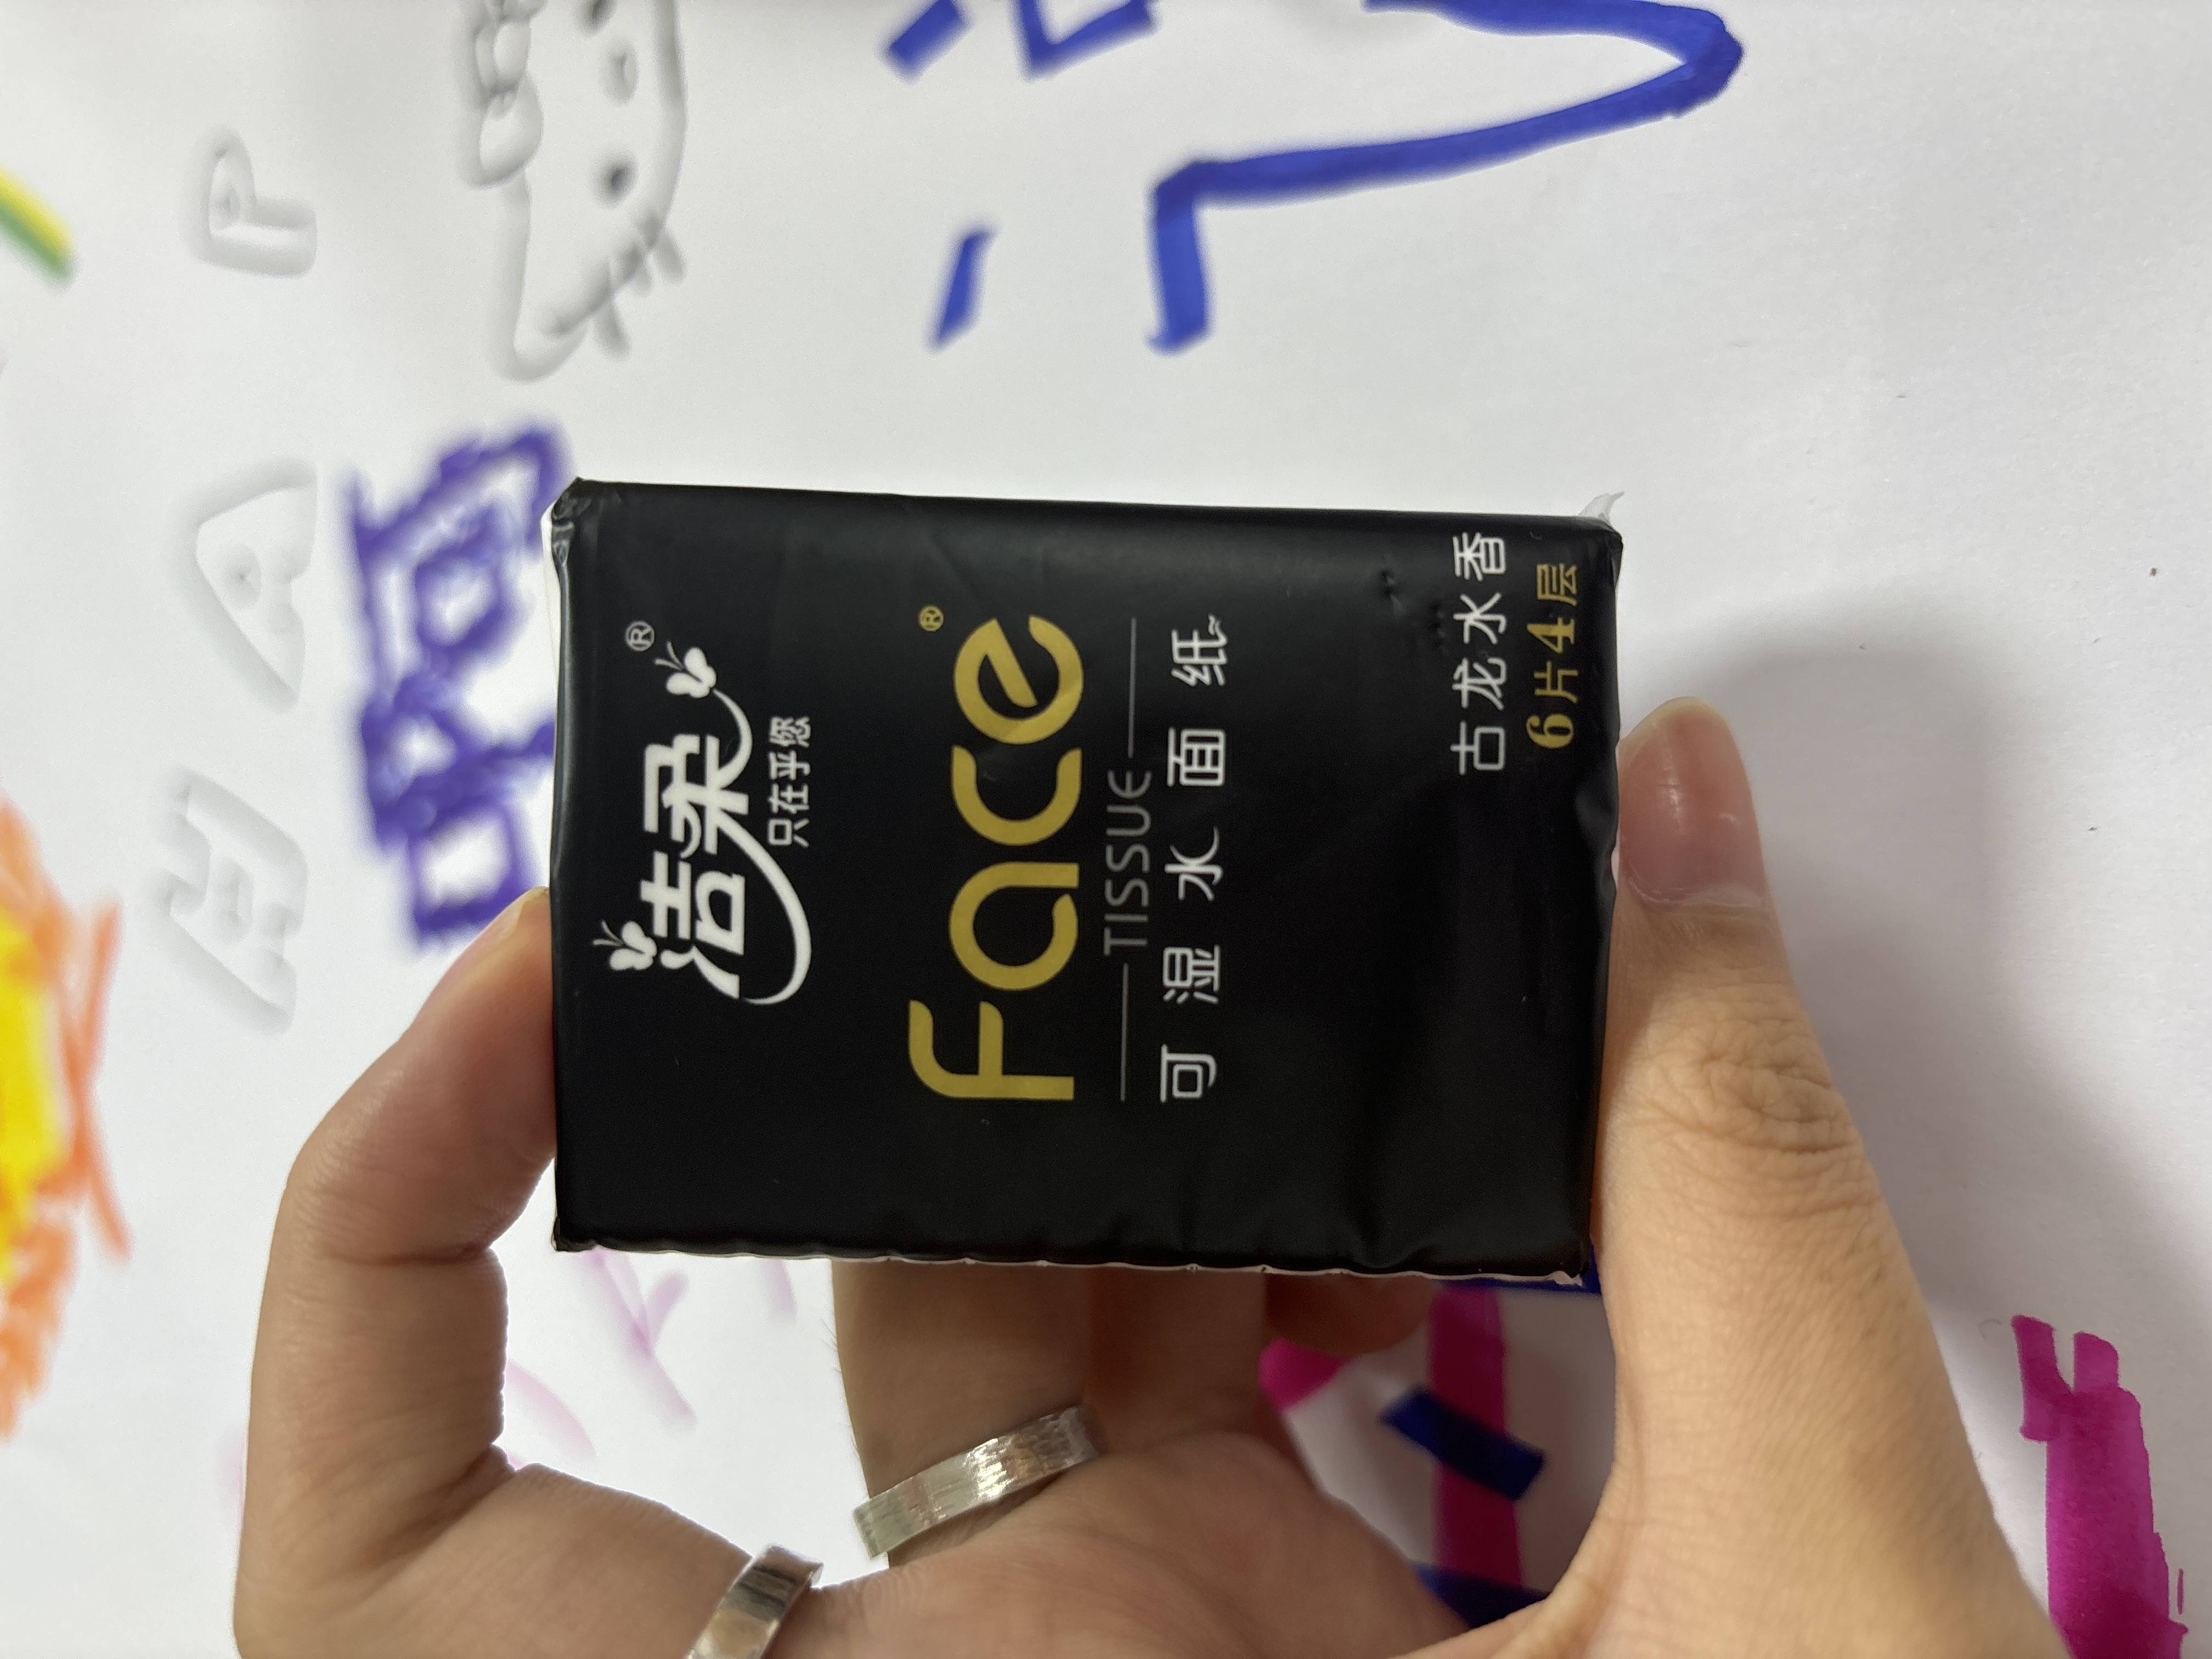 洁柔®
只在乎您
Face®
TISSUE
可湿水面纸
古龙水香
6片4层
HAP